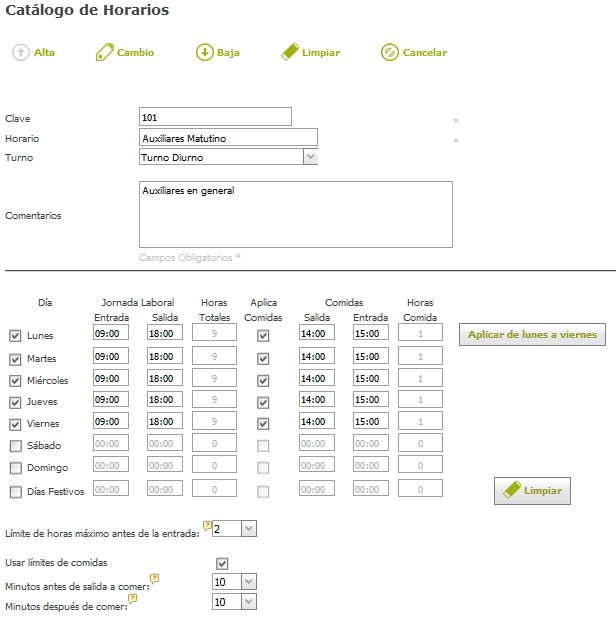 Catálogo de Horarios
Alta Cambio Baja Limpiar Cancelar
Clave 101 *
Horario Auxiliares Matutino *
Turno Turno Diurno
Comentarios Auxiliares en general
Campos Obligatorios *
Día Jornada Laboral Horas Aplica Comidas Horas
Entrada Salida Totales Comidas Salida Entrada Comida
Lunes 09:00 18:00 9 14:00 15:00 1 Aplicar de lunes a viernes
Martes 09:00 18:00 9 14:00 15:00 1
Miércoles 09:00 18:00 9 14:00 15:00 1
Jueves 09:00 18:00 9 14:00 15:00 1
Viernes 09:00 18:00 9 14:00 15:00 1
Sábado 00:00 00:00 0 00:00 00:00 0
Domingo 00:00 00:00 0 00:00 00:00 0
Días Festivos 00:00 00:00 0 00:00 00:00 0 Limpiar
Límite de horas máximo antes de la entrada: ? 2
Usar límites de comidas
Minutos antes de salida a comer: ? 10
Minutos después de comer: ? 10